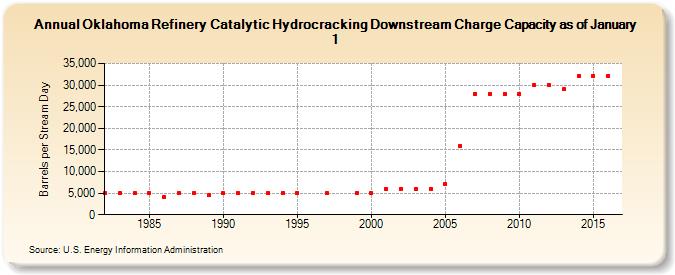 Annual Oklahoma Refinery Catalytic Hydrocracking Downstream Charge Capacity as of January
1
Barrels per Stream Day
35,000
30,000
25,000
20,000
15,000
10,000
5,000
0
1985 1990 1995 2000 2005 2010 2015
Source: U.S. Energy Information Administration